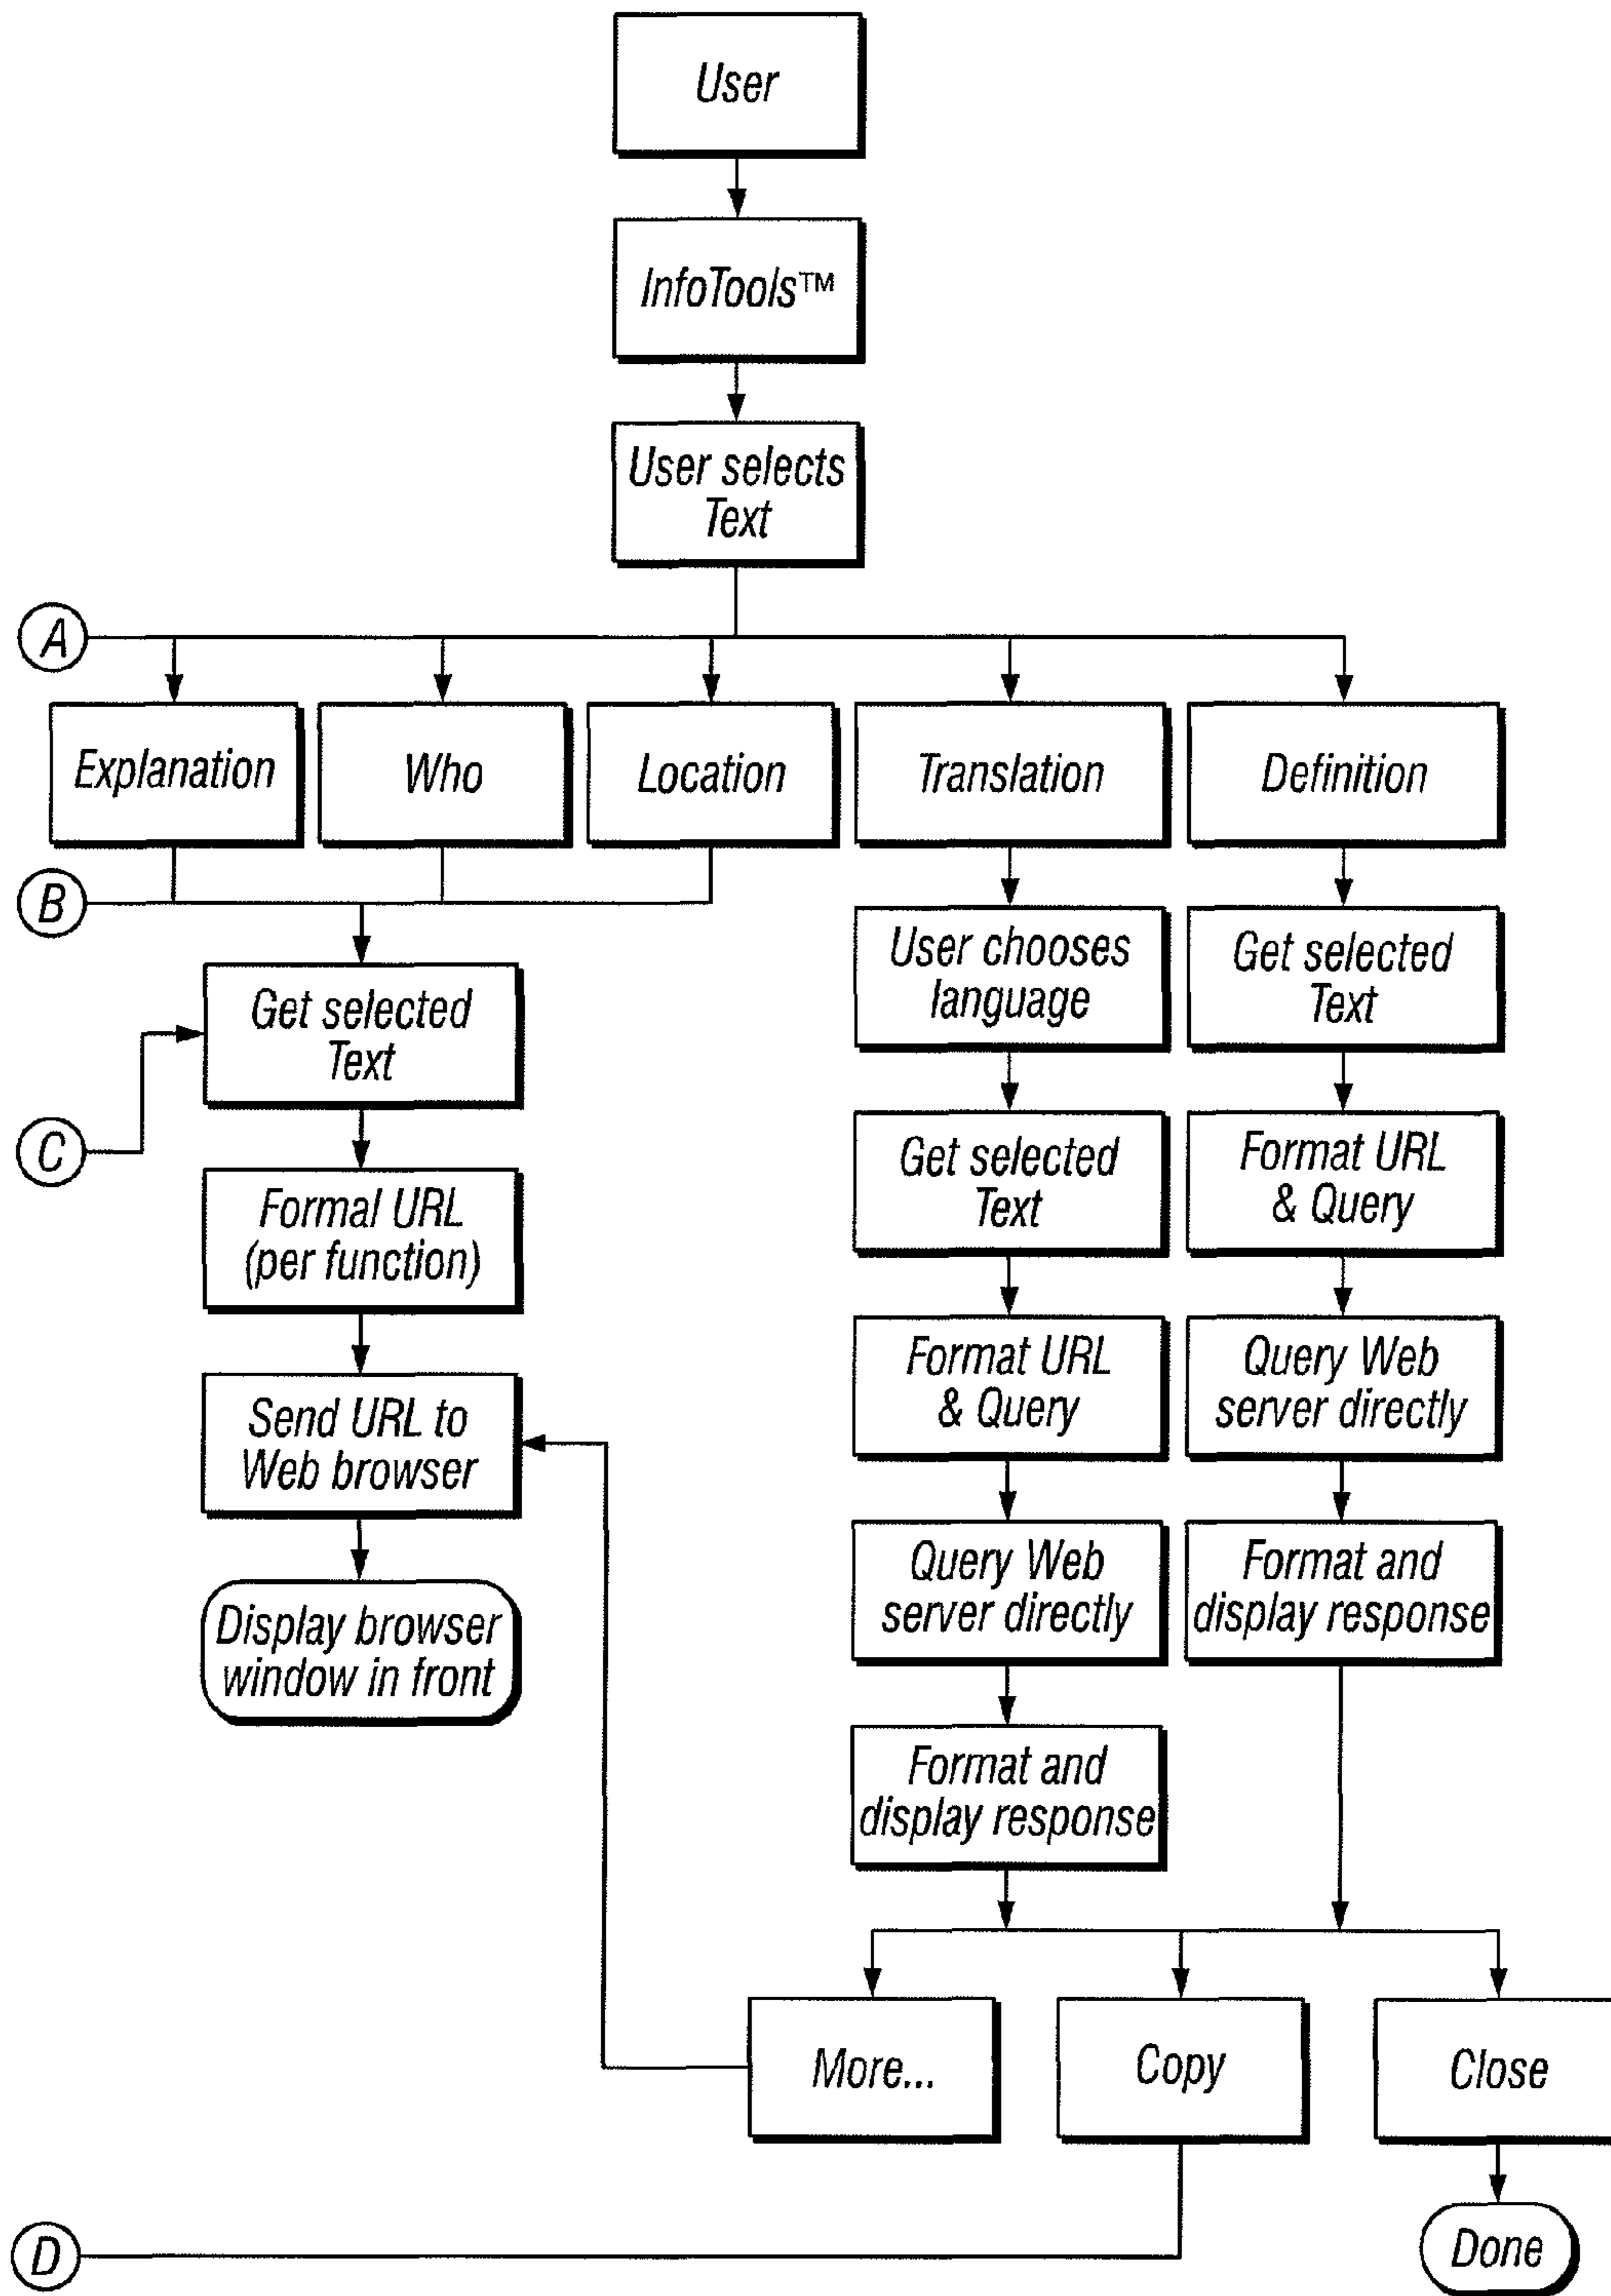 User
InfoTools™
User selects
Text
A
Explanation
Who
Location
Translation
Definition
B
Get selected
Text
C
Formal URL
(per function)
Send URL to
Web browser
Display browser
window in front
User chooses
language
Get selected
Text
Format URL
& Query
Query Web
server directly
Format and
display response
Get selected
Text
Format URL
& Query
Query Web
server directly
Format and
display response
More...
Copy
Close
D
Done